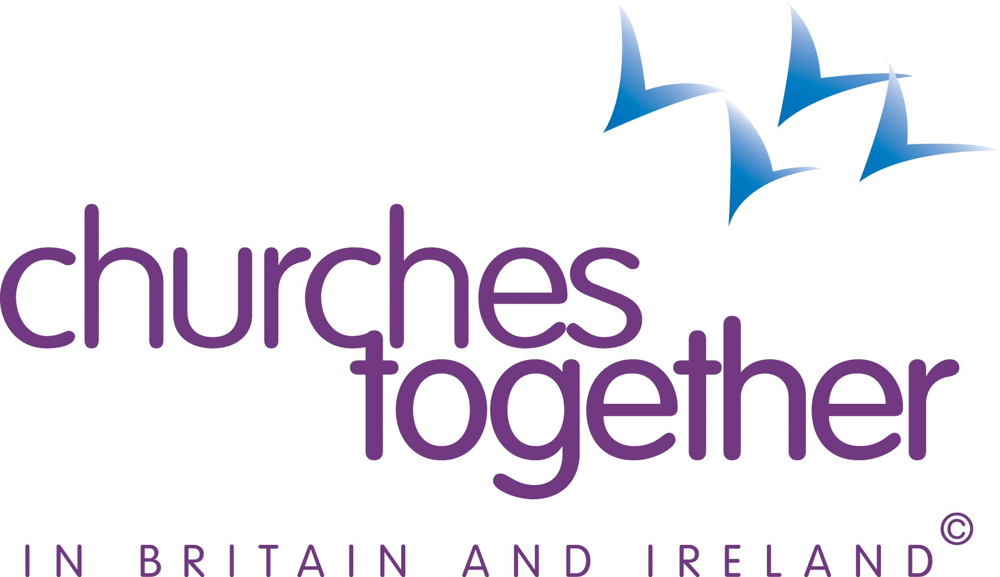 churches
together
IN BRITAIN AND IRELAND©